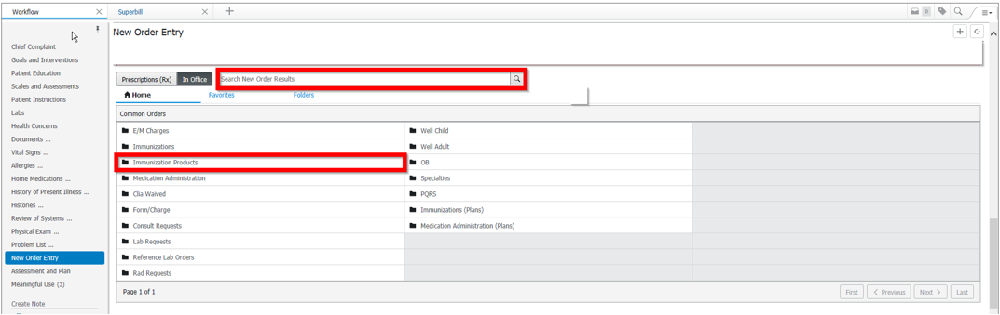 Workflow
Superbill
Chief Complaint
Goals and Interventions
Patient Education
Scales and Assessments
Patient Instructions
Labs
Health Concerns
Documents ...
Vital Signs ...
Allergies ...
Home Medications ...
History of Present Illness ...
Histories ...
Review of Systems ...
Physical Exam ...
Problem List ...
New Order Entry
Assessment and Plan
Meaningful Use (3)
Create Note
New Order Entry
Prescriptions (Rx) In Office Search New Order Results
Home Favorites Folders
Common Orders
E/M Charges
Immunizations
Immunization Products
Medication Administration
Clia Waived
Form/Charge
Consult Requests
Lab Requests
Reference Lab Orders
Rad Requests
Well Child
Well Adult
OB
Specialties
PQRS
Immunizations (Plans)
Medication Administration (Plans)
Page 1 of 1
First Previous Next Last